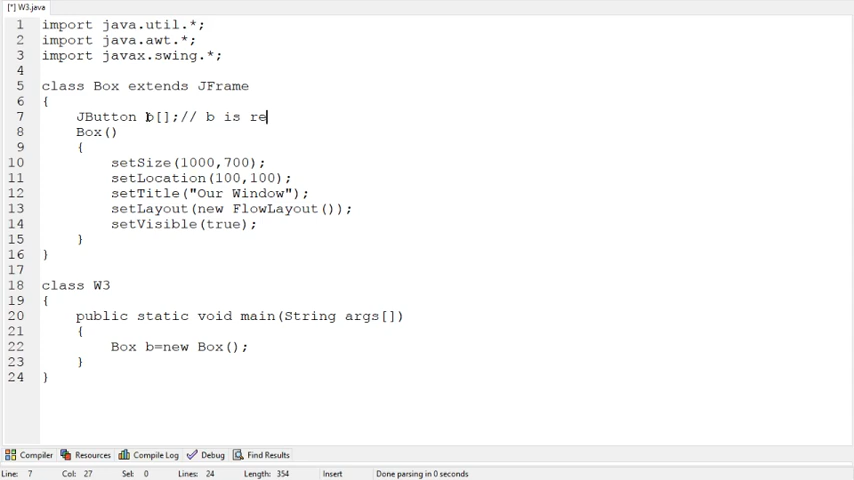 [*] W3.java
1 import java.util.*;
2 import java.awt.*;
3 import javax.swing.*;
4
5 class Box extends JFrame
6 {
7 JButton b[];// b is re
8 Box()
9 {
10 setSize(1000,700);
11 setLocation(100,100);
12 setTitle("Our Window");
13 setLayout(new FlowLayout());
14 setVisible(true);
15 }
16 }
17
18 class W3
19 {
20 public static void main(String args[])
21 {
22 Box b=new Box();
23 }
24 }
Compiler Resources Compile Log Debug Find Results
Line: 7 Col: 27 Sel: 0 Lines: 24 Length: 354 Insert Done parsing in 0 seconds